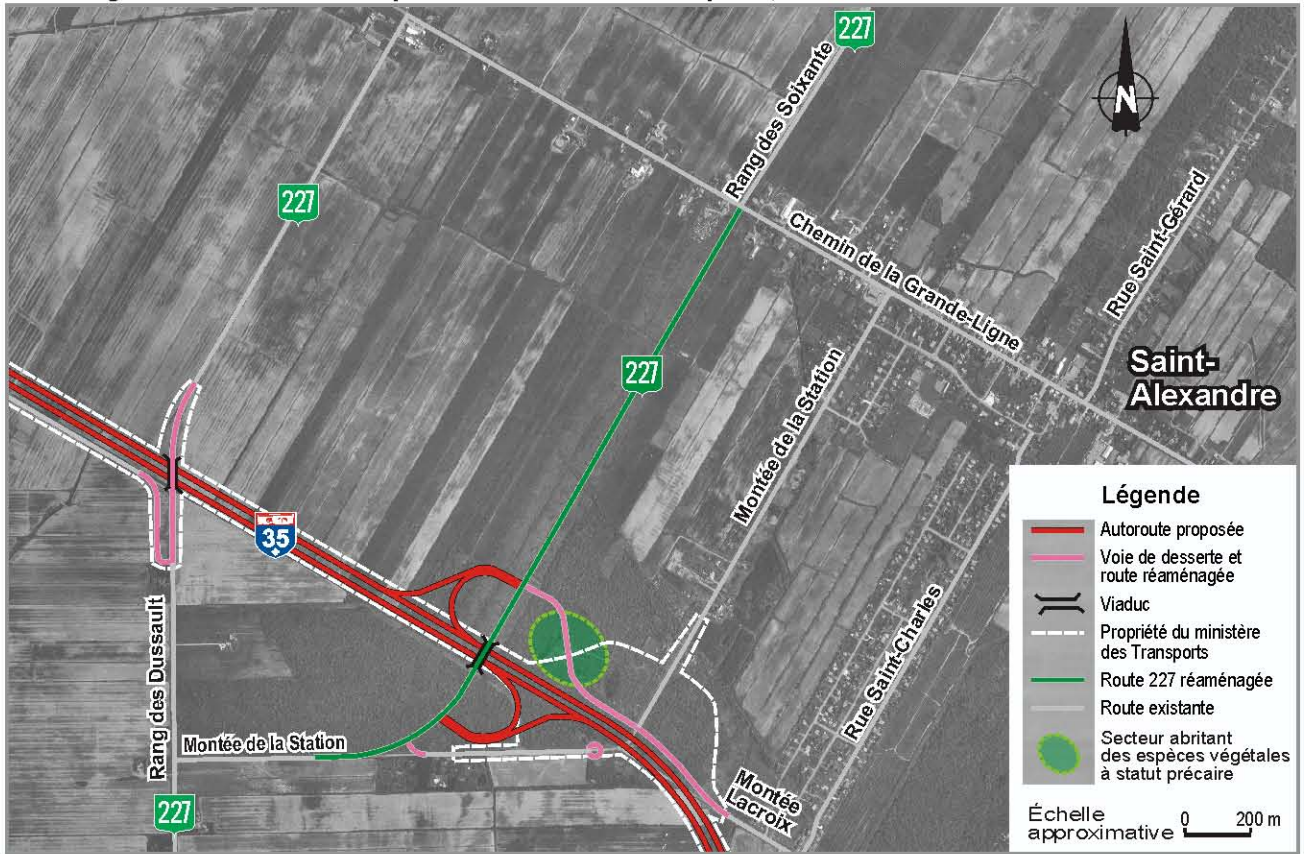 227
Rang des Soixante
N
227
Chemin de la Grande-Ligne
Rue Saint-Gérard
227
Saint-
Alexandre
Montée de la Station
35
Rue Saint-Charles
Rang des Dussault
Montée de la Station
227
Montée
Lacroix
Légende
Autoroute proposée
Voie de desserte et
route réaménagée
Viaduc
Propriété du ministère
des Transports
Route 227 réaménagée
Route existante
Secteur abritant
des espèces végétales
à statut précaire
Échelle
approximative
0 200 m